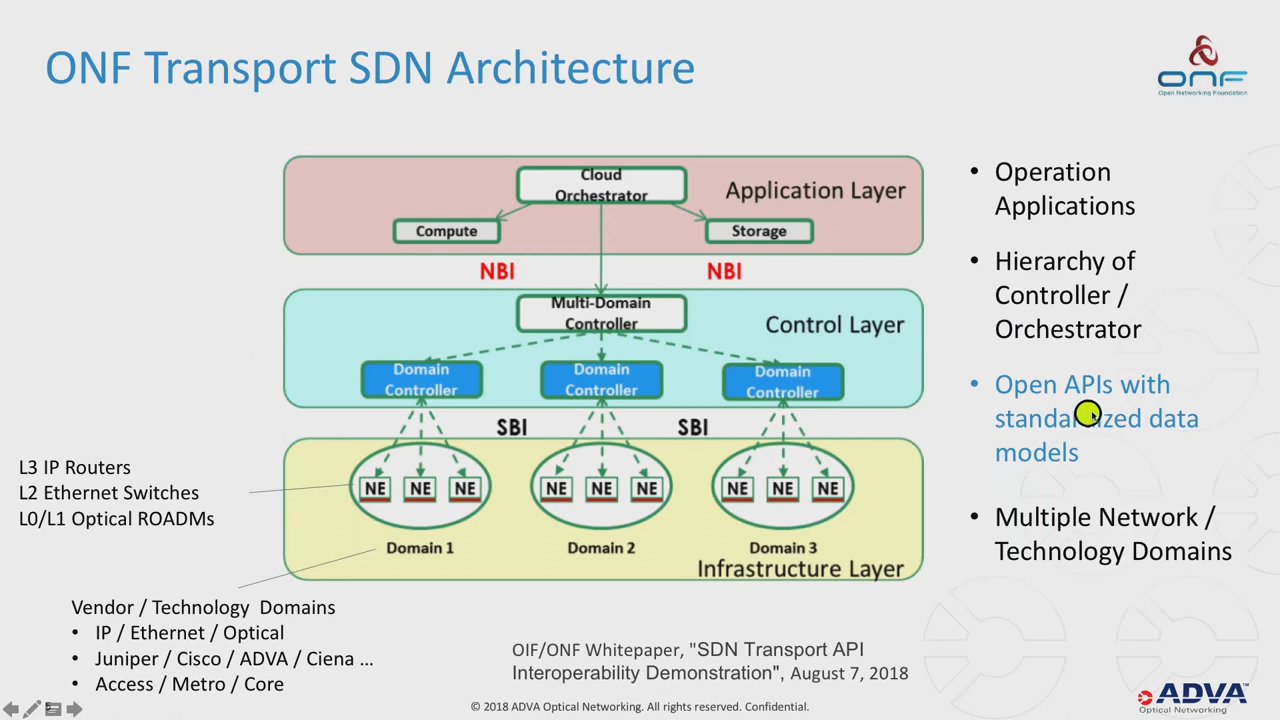 ONF Transport SDN Architecture
ONF
Open Networking Foundation
Cloud
Orchestrator
Application Layer
Compute
Storage
NBI
NBI
Multi-Domain
Controller
Control Layer
Domain
Controller
Domain
Controller
Domain
Controller
SBI
SBI
NE
NE
NE
NE
NE
NE
NE
NE
NE
Domain 1
Domain 2
Domain 3
Infrastructure Layer
• Operation
Applications
• Hierarchy of
Controller /
Orchestrator
• Open APIs with
standardized data
models
• Multiple Network /
Technology Domains
L3 IP Routers
L2 Ethernet Switches
L0/L1 Optical ROADMs
Vendor / Technology Domains
• IP / Ethernet / Optical
• Juniper / Cisco / ADVA / Ciena ...
• Access / Metro / Core
OIF/ONF Whitepaper, "SDN Transport API
Interoperability Demonstration", August 7, 2018
© 2018 ADVA Optical Networking. All rights reserved. Confidential.
ADVA™
Optical Networking